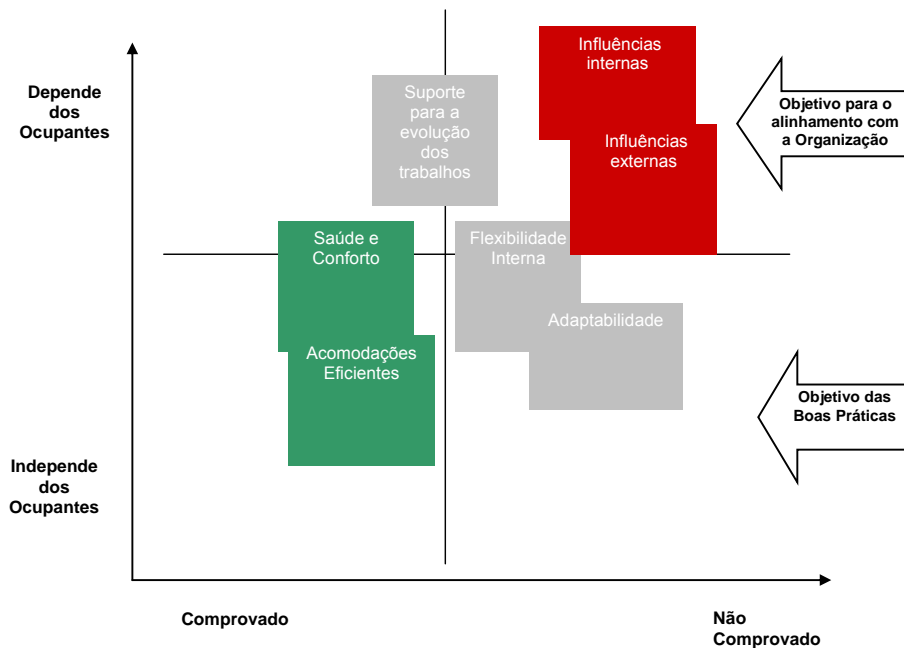 Depende
dos
Ocupantes
Suporte
para a
evolução
dos
trabalhos
Influências
internas
Influências
externas
Objetivo para o
alinhamento com
a Organização
Saúde e
Conforto
Flexibilidade
Interna
Adaptabilidade
Acomodações
Eficientes
Objetivo das
Boas Práticas
Independe
dos
Ocupantes
Comprovado
Não
Comprovado